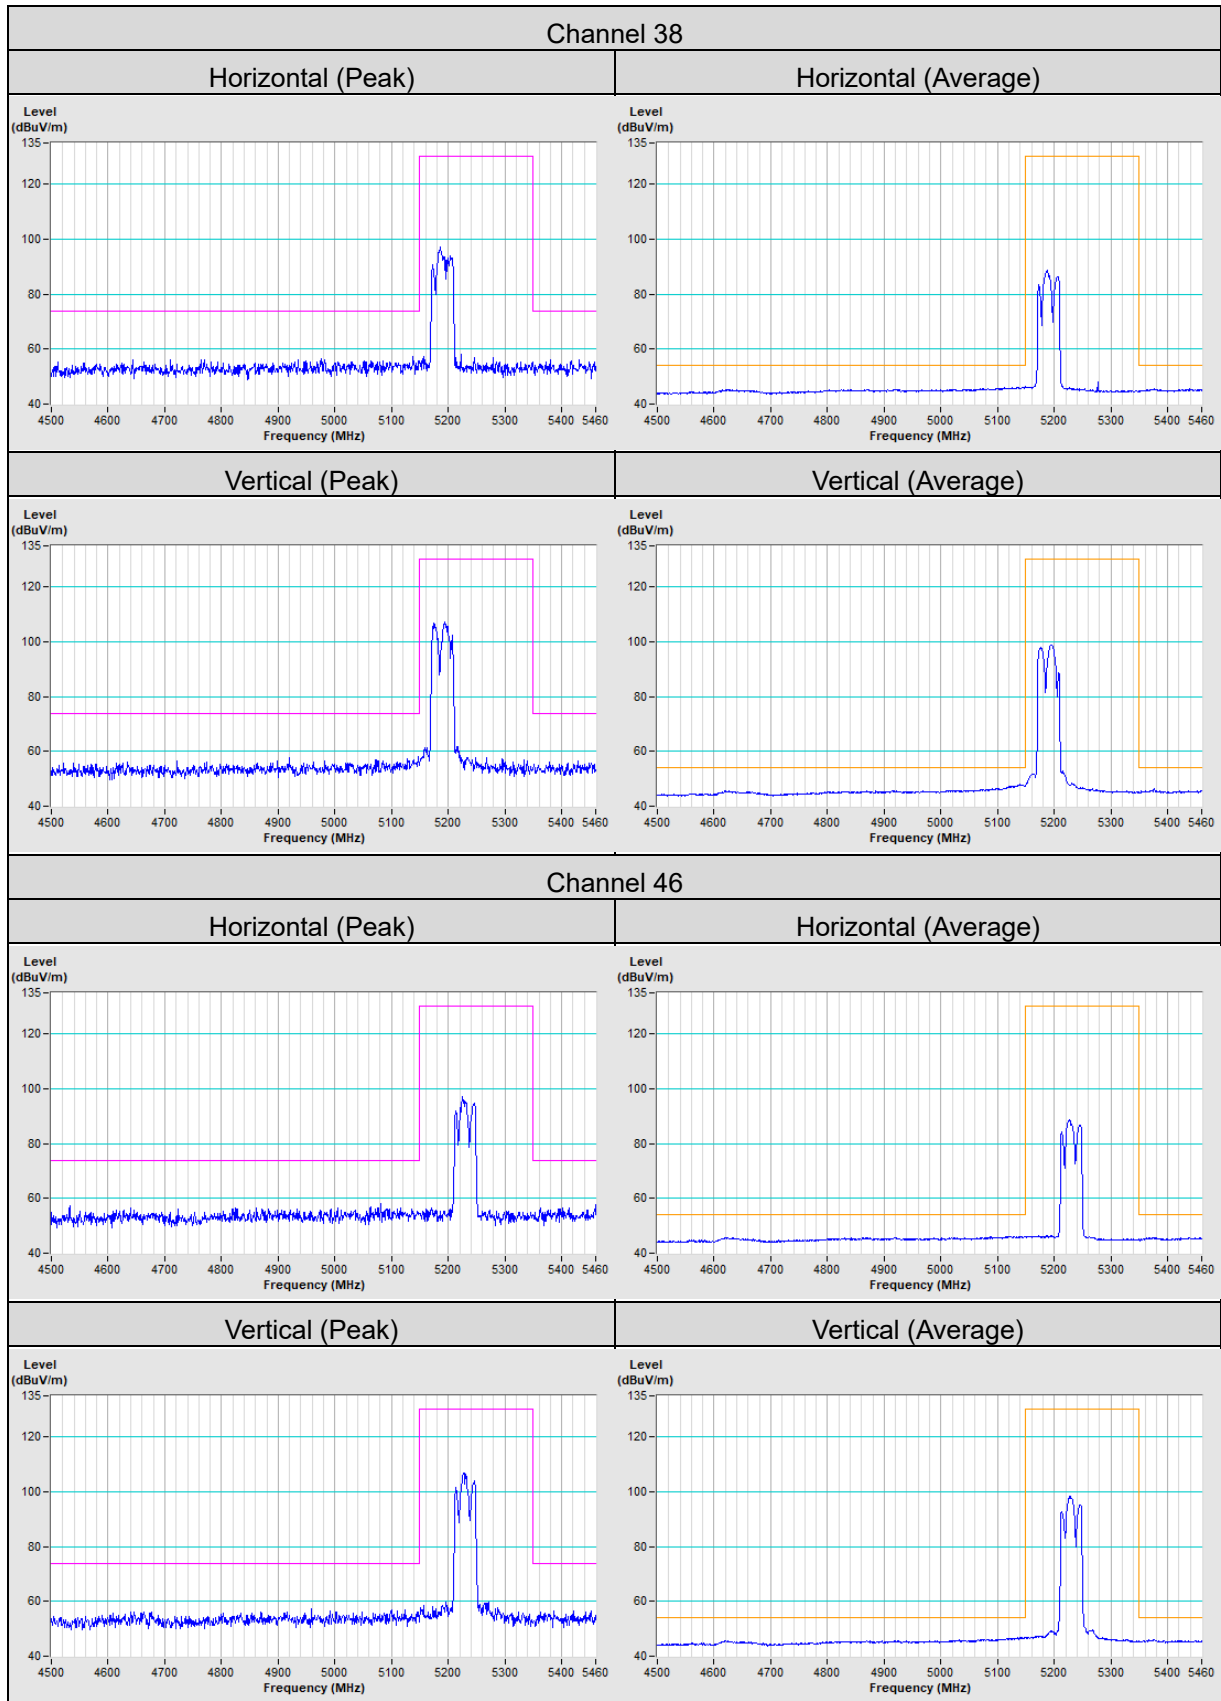 Channel 38
Horizontal (Peak) Horizontal (Average)
Level Level
(dBuV/m) (dBuV/m)
135 135
120 120
100 100
80 80
60 60
40 40
4500 4600 4700 4800 4900 5000 5100 5200 5300 5400 5460 4500 4600 4700 4800 4900 5000 5100 5200 5300 5400 5460
Frequency (MHz) Frequency (MHz)
Vertical (Peak) Vertical (Average)
Level Level
(dBuV/m) (dBuV/m)
135 135
120 120
100 100
80 80
60 60
40 40
4500 4600 4700 4800 4900 5000 5100 5200 5300 5400 5460 4500 4600 4700 4800 4900 5000 5100 5200 5300 5400 5460
Frequency (MHz) Frequency (MHz)
Channel 46
Horizontal (Peak) Horizontal (Average)
Level Level
(dBuV/m) (dBuV/m)
135 135
120 120
100 100
80 80
60 60
40 40
4500 4600 4700 4800 4900 5000 5100 5200 5300 5400 5460 4500 4600 4700 4800 4900 5000 5100 5200 5300 5400 5460
Frequency (MHz) Frequency (MHz)
Vertical (Peak) Vertical (Average)
Level Level
(dBuV/m) (dBuV/m)
135 135
120 120
100 100
80 80
60 60
40 40
4500 4600 4700 4800 4900 5000 5100 5200 5300 5400 5460 4500 4600 4700 4800 4900 5000 5100 5200 5300 5400 5460
Frequency (MHz) Frequency (MHz)